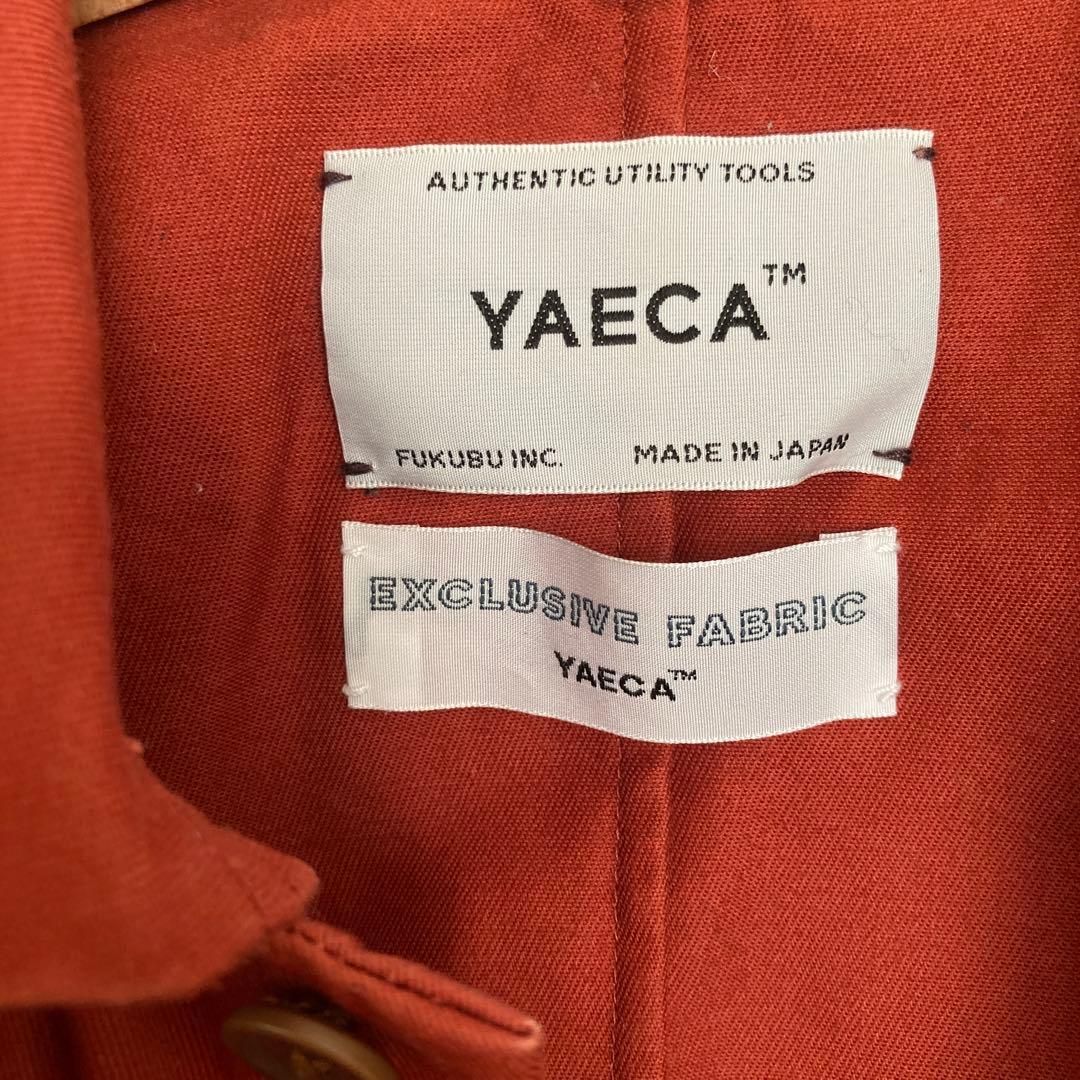 AUTHENTIC UTILITY TOOLS
YAECA™
FUKUBU INC. MADE IN JAPAN
EXCLUSIVE FABRIC
YAECA™